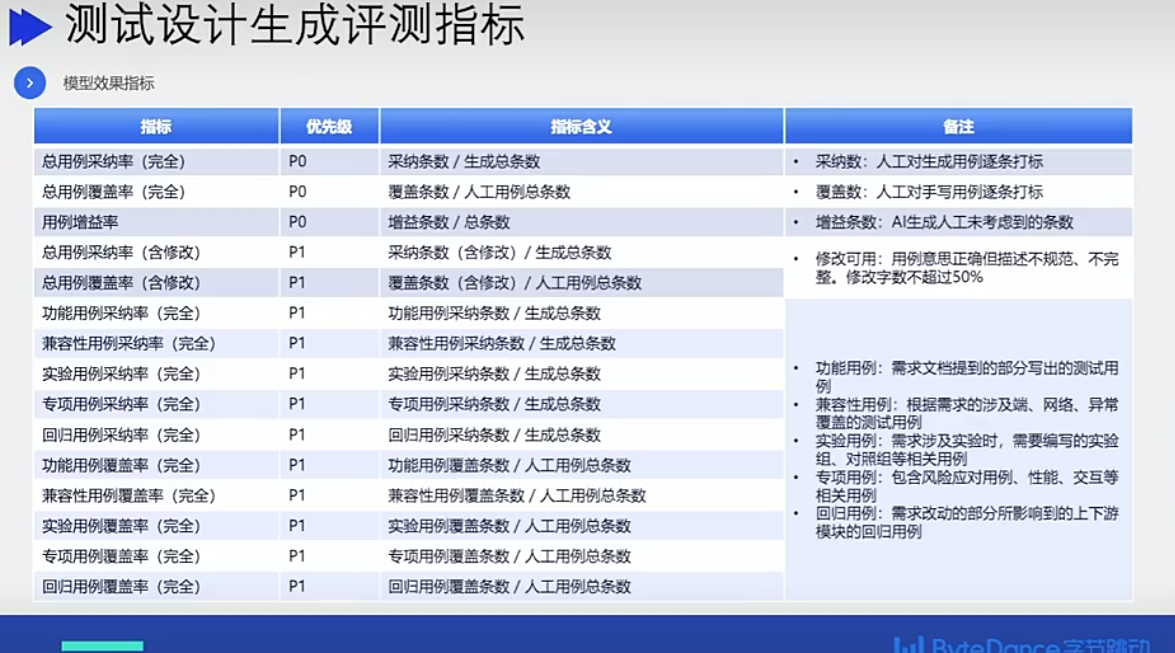 测试设计生成评测指标
模型效果指标
指标 优先级 指标含义 备注
总用例采纳率（完全） P0 采纳条数 / 生成总条数 • 采纳数：人工对生成用例逐条打标
总用例覆盖率（完全） P0 覆盖条数 / 人工用例总条数 • 覆盖数：人工对手写用例逐条打标
用例增益率 P0 增益条数 / 总条数 • 增益条数：AI生成人工未考虑到的条数
总用例采纳率（含修改） P1 采纳条数（含修改）/ 生成总条数
总用例覆盖率（含修改） P1 覆盖条数（含修改）/ 人工用例总条数
• 修改可用：用例意思正确但描述不规范、不完
整。修改字数不超过50%
功能用例采纳率（完全） P1 功能用例采纳条数 / 生成总条数
兼容性用例采纳率（完全） P1 兼容性用例采纳条数 / 生成总条数
实验用例采纳率（完全） P1 实验用例采纳条数 / 生成总条数
专项用例采纳率（完全） P1 专项用例采纳条数 / 生成总条数
回归用例采纳率（完全） P1 回归用例采纳条数 / 生成总条数
功能用例覆盖率（完全） P1 功能用例覆盖条数 / 人工用例总条数
兼容性用例覆盖率（完全） P1 兼容性用例覆盖条数 / 人工用例总条数
实验用例覆盖率（完全） P1 实验用例覆盖条数 / 人工用例总条数
专项用例覆盖率（完全） P1 专项用例覆盖条数 / 人工用例总条数
回归用例覆盖率（完全） P1 回归用例覆盖条数 / 人工用例总条数
• 功能用例：需求文档提到的部分写出的测试用
例
• 兼容性用例：根据需求的涉及端、网络、异常
覆盖的测试用例
• 实验用例：需求涉及实验时，需要编写的实验
组、对照组等相关用例
• 专项用例：包含风险应对用例、性能、交互等
相关用例
• 回归用例：需求改动的部分所影响到的上下游
模块的回归用例
ByteDance字节跳动